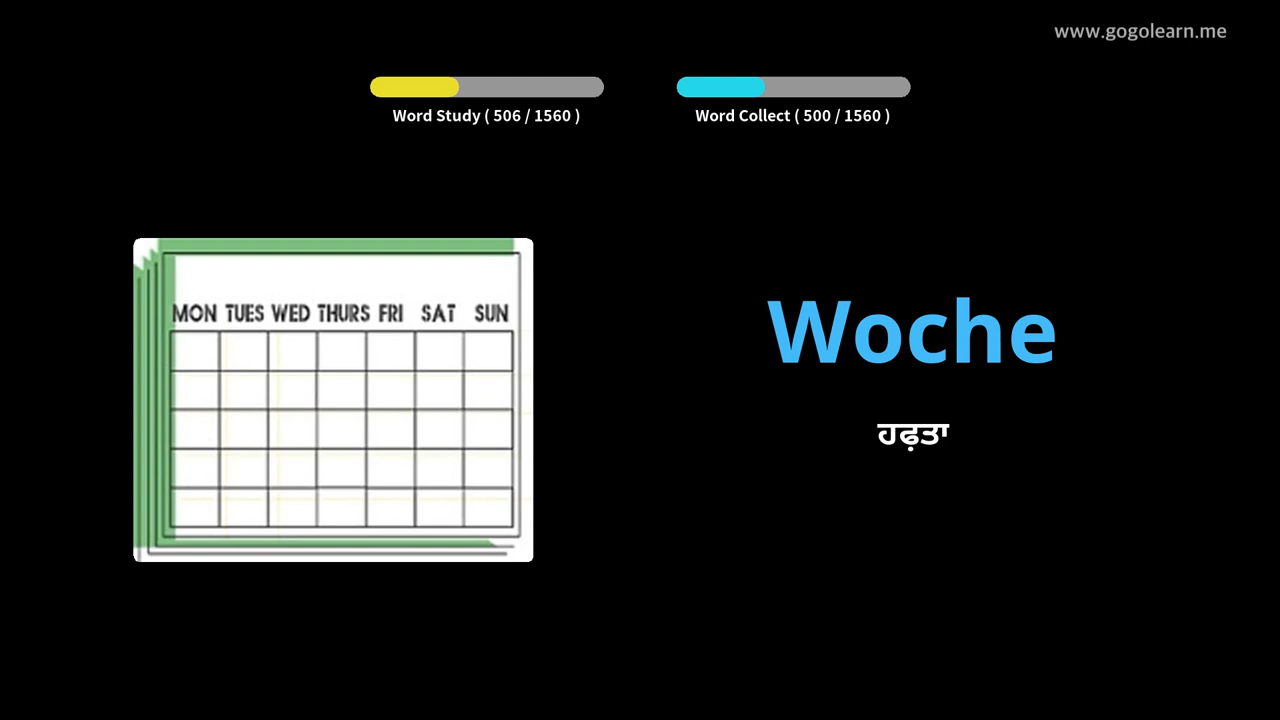 www.gogolearn.me
Word Study ( 506 / 1560 )
Word Collect ( 500 / 1560 )
MON TUES WED THURS FRI SAT SUN
Woche
ਹਫ਼ਤਾ